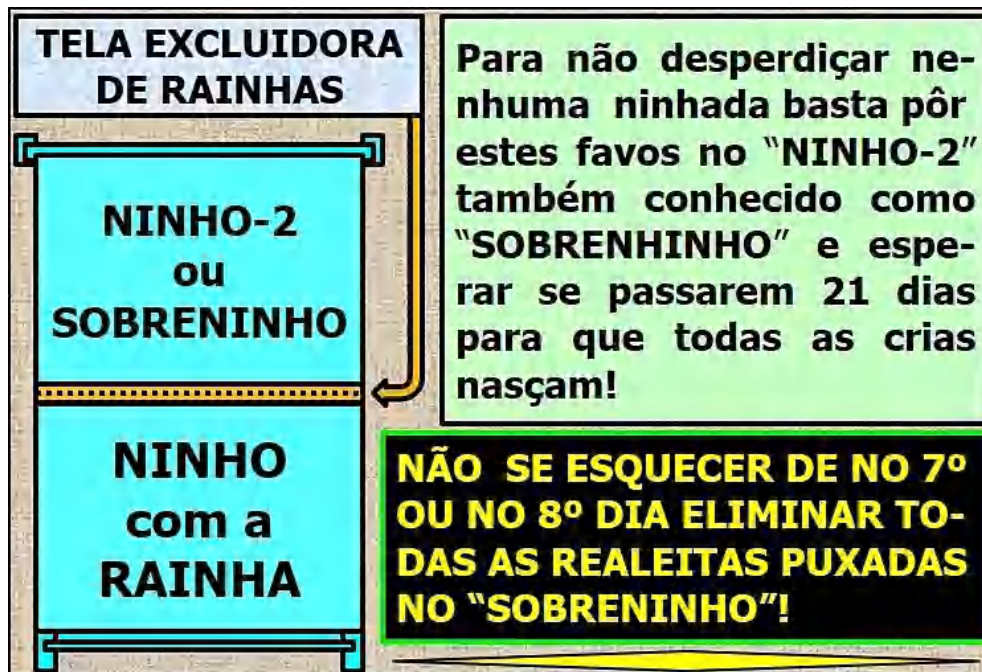 TELA EXCLUIDORA
DE RAINHAS
NINHO-2
ou
SOBRENINHO
NINHO
com a
RAINHA
Para não desperdiçar ne-
nhuma ninhada basta pôr
estes favos no “NINHO-2”
também conhecido como
“SOBRENHINHO” e espe-
rar se passarem 21 dias
para que todas as crias
nasçam!
NÃO SE ESQUECER DE NO 7º
OU NO 8º DIA ELIMINAR TO-
DAS AS REALEITAS PUXADAS
NO “SOBRENINHO”!